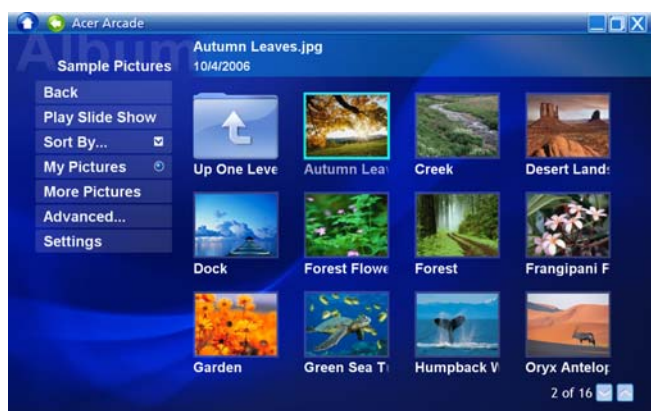 Acer Arcade
Album
Autumn Leaves.jpg
Sample Pictures
10/4/2006
Back
Play Slide Show
Sort By...
My Pictures
More Pictures
Advanced...
Settings
Up One Leve
Autumn Leav
Creek
Desert Lands
Dock
Forest Flowe
Forest
Frangipani F
Garden
Green Sea T
Humpback W
Oryx Antelop
2 of 16